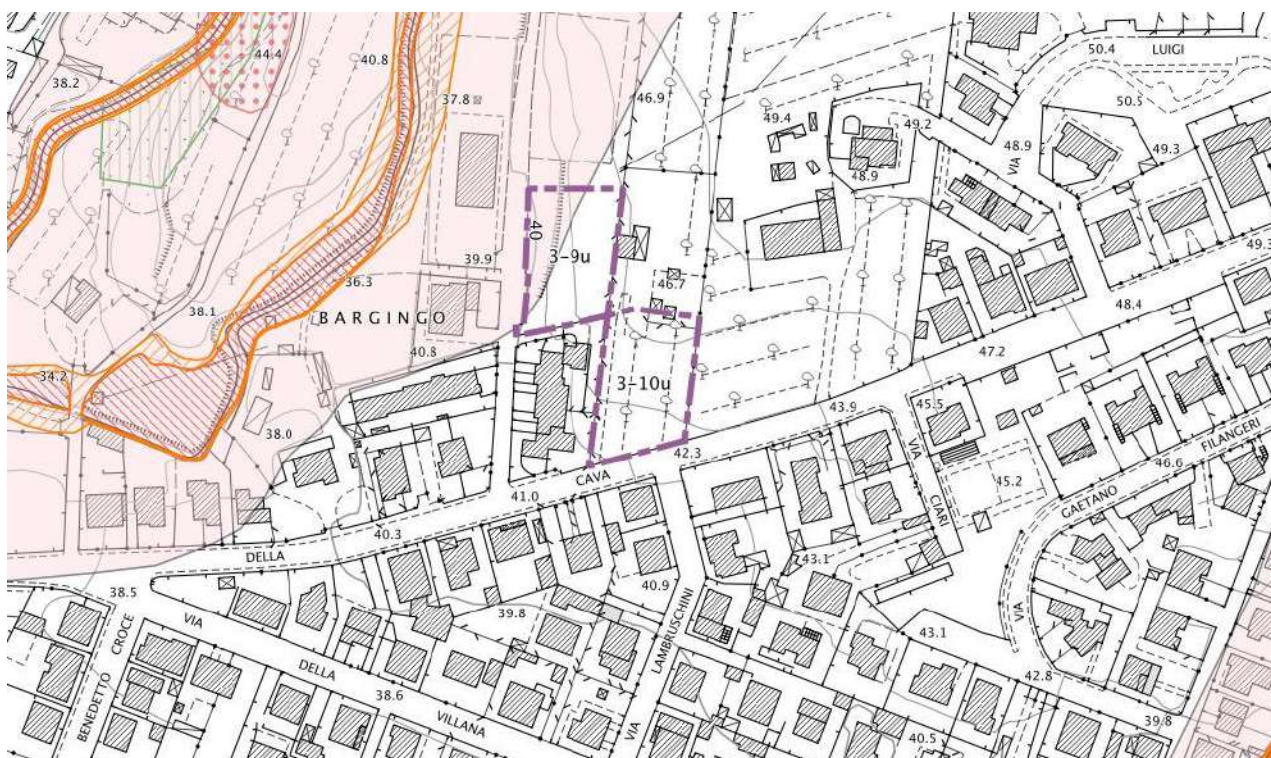 50.4
LUIGI
44.4
40.8
38.2
37.8
46.9
49.4
49.2
50.5
48.9
VIA
49.3
48.9
40
3-9u
39.9
46.7
49.3
36.3
38.1
BARGINGO
48.4
40.8
47.2
34.2
3-10u
43.9
45.5
38.0
VIA
42.3
FILANGERI
CAVA
46.6
41.0
CIARI
45.2
GAETANO
40.3
DELLA
43.1
38.5
40.9
VIA
39.8
LAMBRUSCHINI
VIA
CROCE
43.1
DELLA
42.8
38.6
BENEDETTO
VILLANA
39.8
VIA
40.5